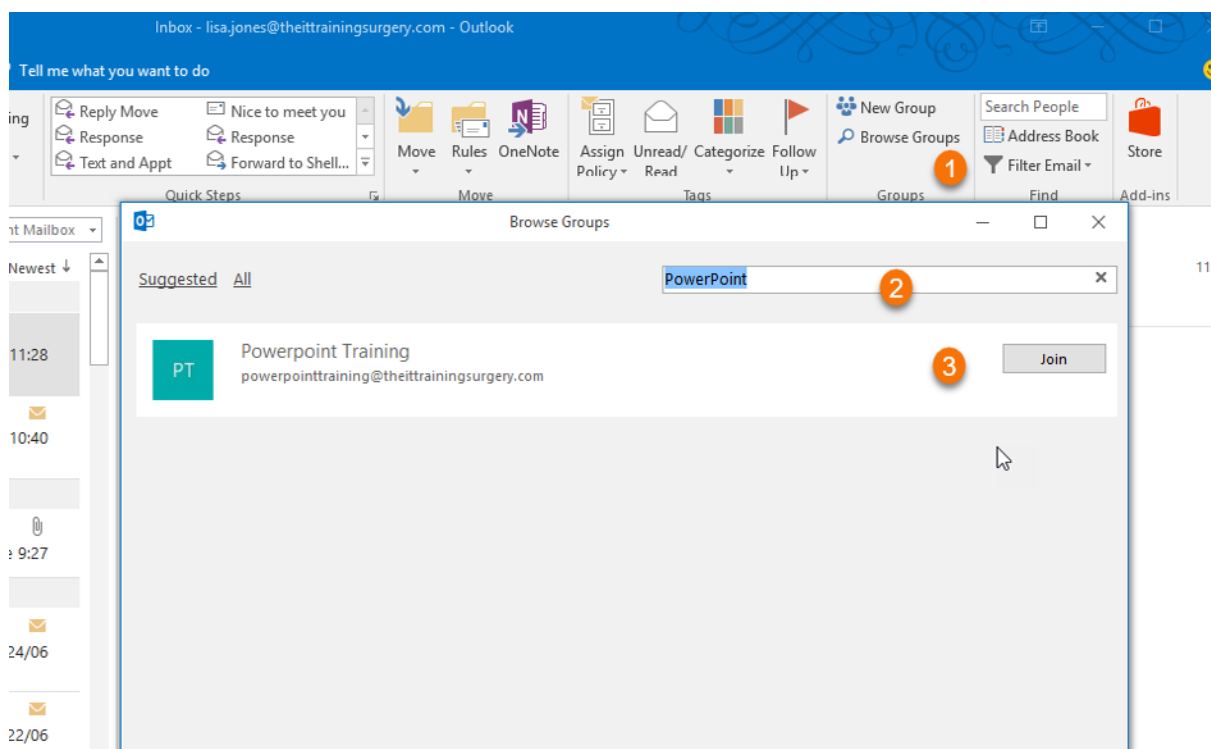 Inbox - lisa.jones@theittrainingsurgery.com - Outlook
Tell me what you want to do
ing
Reply Move
Response
Text and Appt
Nice to meet you
Response
Forward to Shell...
Quick Steps
Move
Rules
OneNote
Move
Assign Policy
Unread/ Read
Categorize
Follow Up
Tags
New Group
Browse Groups
1
Groups
Search People
Address Book
Filter Email
Find
Store
Add-ins
nt Mailbox
Newest ↓
11:28
10:40
e 9:27
24/06
22/06
Browse Groups
Suggested All
PowerPoint
2
PT
Powerpoint Training
powerpointtraining@theittrainingsurgery.com
3
Join
11